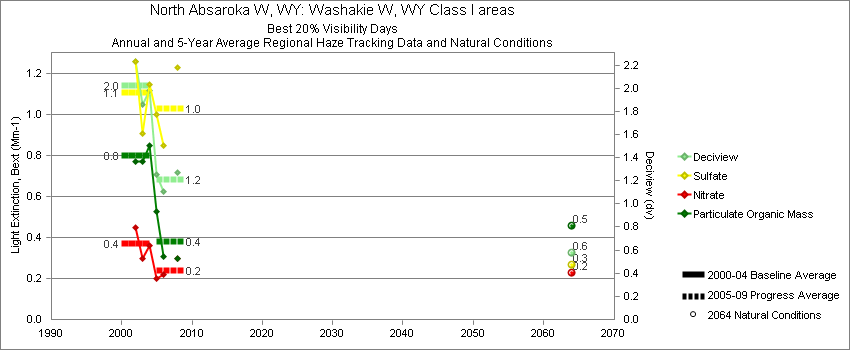 North Absaroka W, WY: Washakie W, WY Class I areas
Best 20% Visibility Days
Annual and 5-Year Average Regional Haze Tracking Data and Natural Conditions
Light Extinction, Bext (Mm-1)
1.2
1.0
0.8
0.6
0.4
0.2
0.0
2.0
1.1
0.8
0.4
1.0
1.2
0.4
0.2
0.5
0.6
0.3
0.2
2.2
2.0
1.8
1.6
1.4
1.2
1.0
0.8
0.6
0.4
0.2
0.0
Deciview (dv)
1990 2000 2010 2020 2030 2040 2050 2060 2070
Deciview
Sulfate
Nitrate
Particulate Organic Mass
2000-04 Baseline Average
2005-09 Progress Average
2064 Natural Conditions